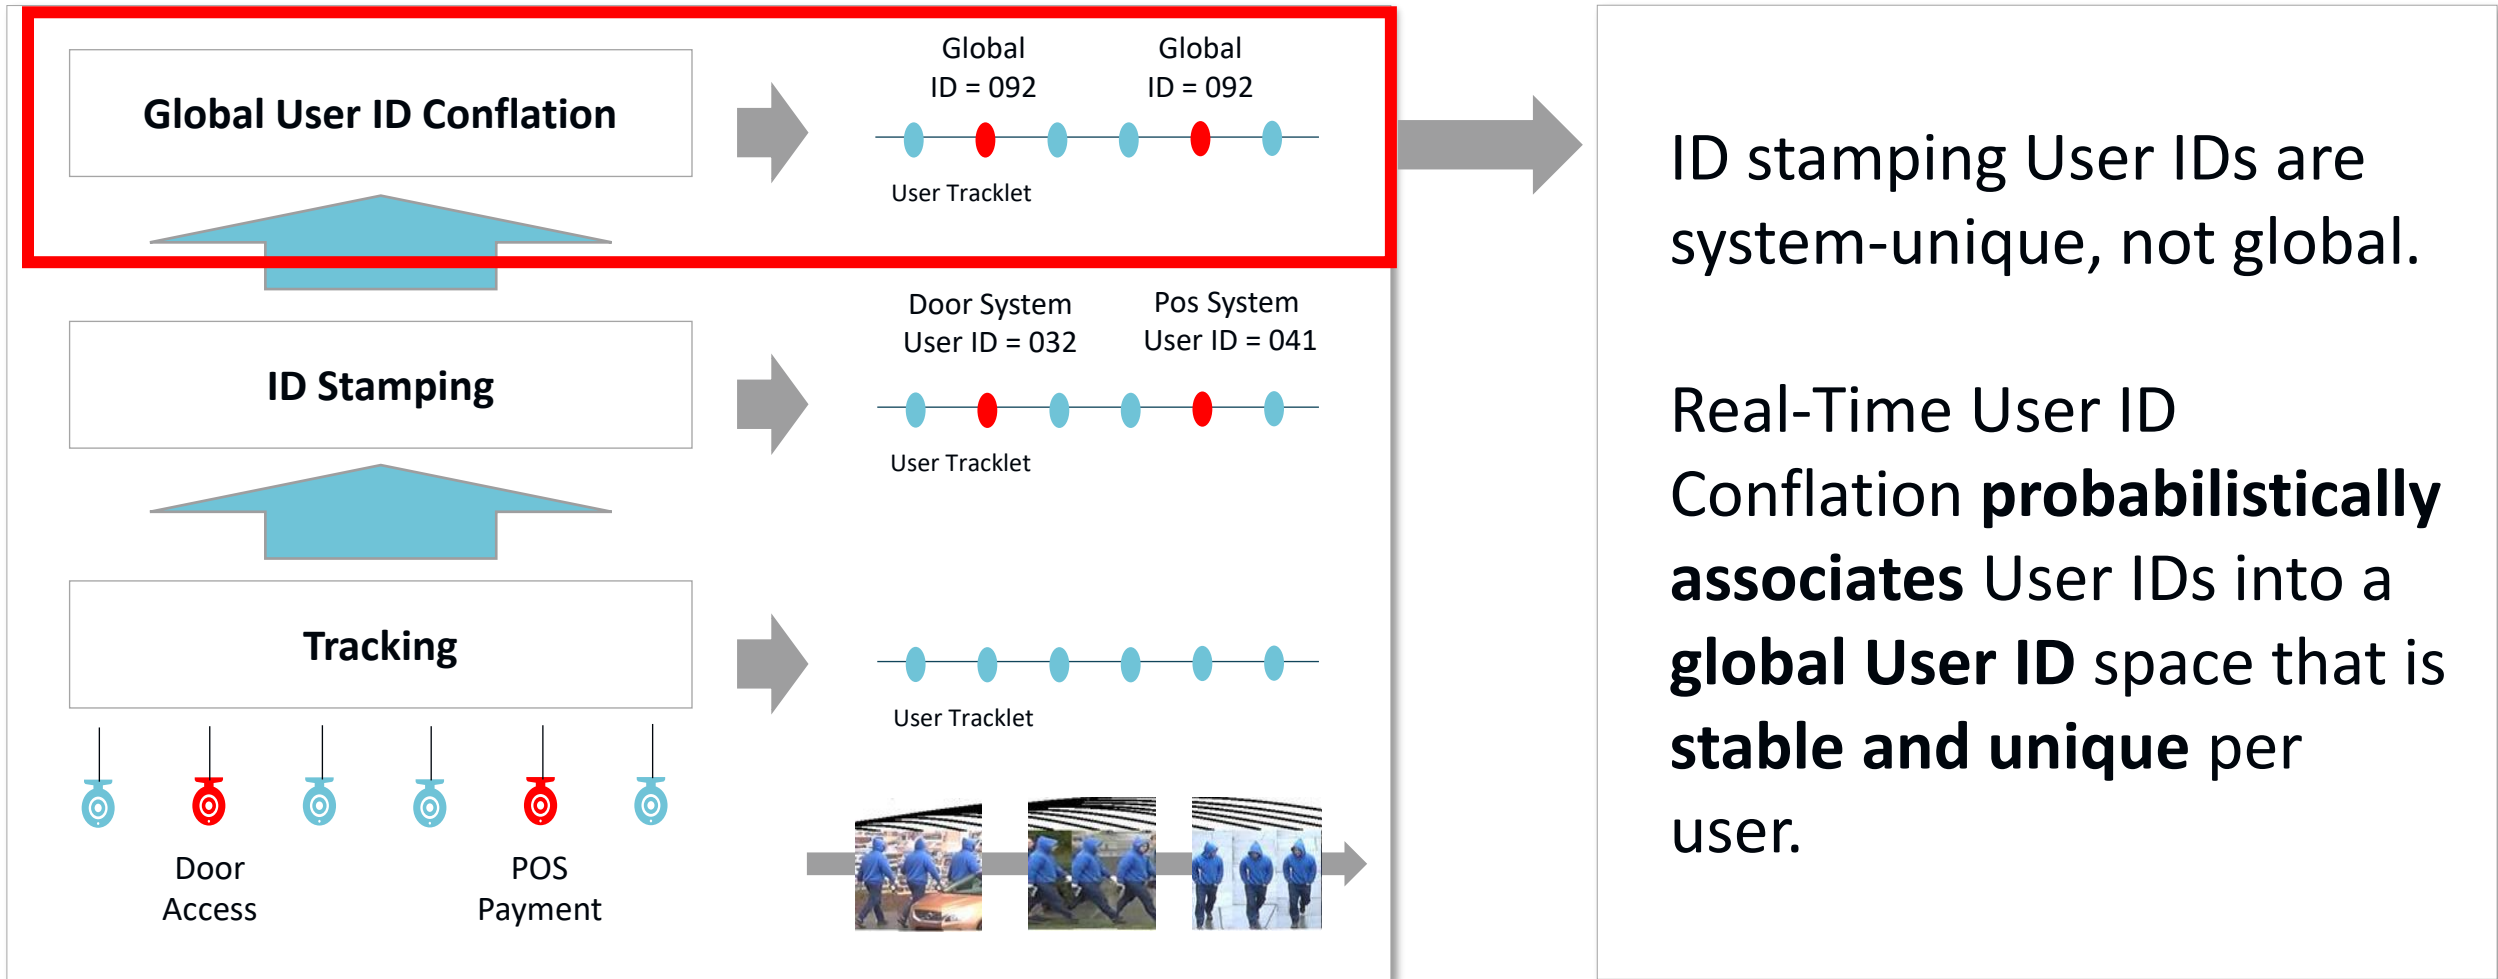 Global User ID Conflation
Global
ID = 092
Global
ID = 092
User Tracklet
ID Stamping
Door System
User ID = 032
Pos System
User ID = 041
User Tracklet
Tracking
User Tracklet
Door
Access
POS
Payment
ID stamping User IDs are
system-unique, not global.
Real-Time User ID
Conflation probabilistically
associates User IDs into a
global User ID space that is
stable and unique per
user.